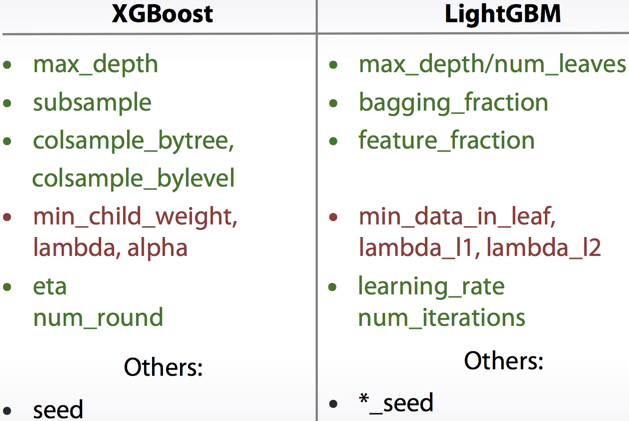 XGBoost
• max_depth
• subsample
• colsample_bytree,
colsample_bylevel
• min_child_weight,
lambda, alpha
• eta
num_round
Others:
• seed
LightGBM
• max_depth/num_leaves
• bagging_fraction
• feature_fraction
• min_data_in_leaf,
lambda_l1, lambda_l2
• learning_rate
num_iterations
Others:
• *_seed